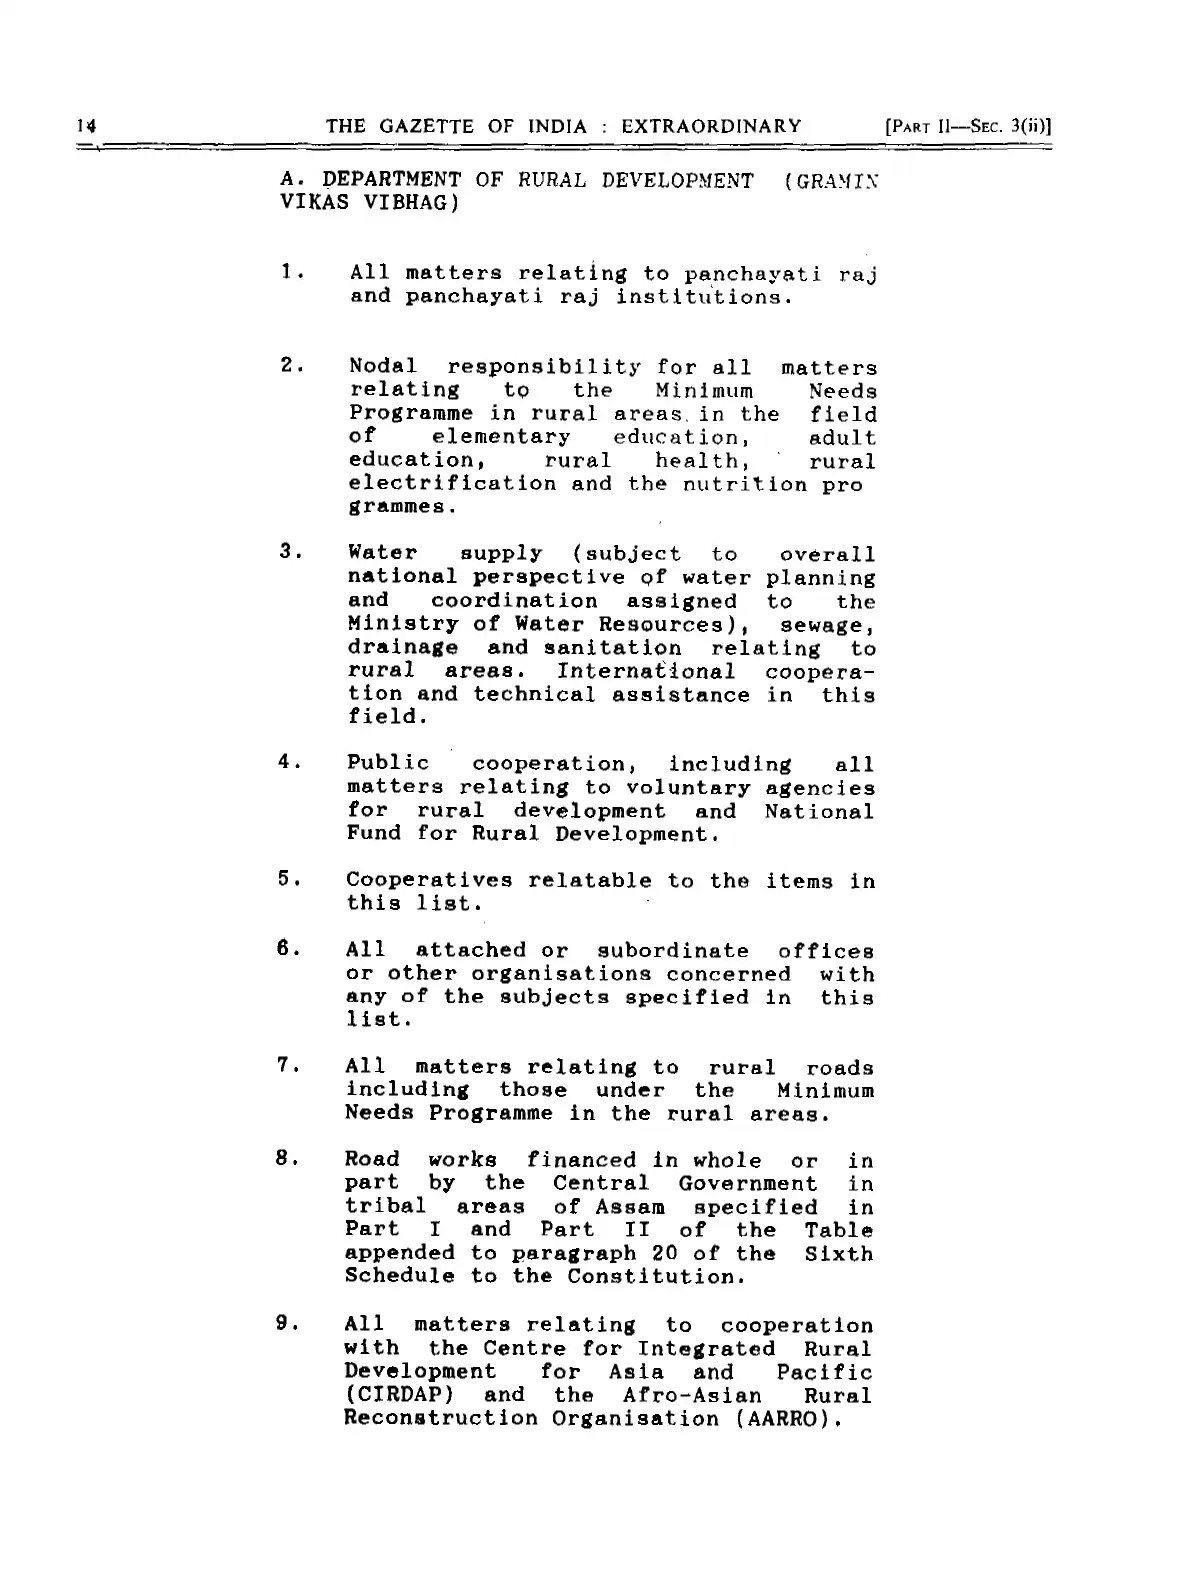 14 THE GAZETTE OF INDIA : EXTRAORDINARY [PART II—SEC. 3(ii)]
A. DEPARTMENT OF RURAL DEVELOPMENT (GRAMIN
VIKAS VIBHAG)
1. All matters relating to panchayati raj
and panchayati raj institutions.
2. Nodal responsibility for all matters
relating to the Minimum Needs
Programme in rural areas in the field
of elementary education, adult
education, rural health, rural
electrification and the nutrition pro
grammes.
3. Water supply (subject to overall
national perspective of water planning
and coordination assigned to the
Ministry of Water Resources), sewage,
drainage and sanitation relating to
rural areas. International coopera-
tion and technical assistance in this
field.
4. Public cooperation, including all
matters relating to voluntary agencies
for rural development and National
Fund for Rural Development.
5. Cooperatives relatable to the items in
this list.
6. All attached or subordinate offices
or other organisations concerned with
any of the subjects specified in this
list.
7. All matters relating to rural roads
including those under the Minimum
Needs Programme in the rural areas.
8. Road works financed in whole or in
part by the Central Government in
tribal areas of Assam specified in
Part I and Part II of the Table
appended to paragraph 20 of the Sixth
Schedule to the Constitution.
9. All matters relating to cooperation
with the Centre for Integrated Rural
Development for Asia and Pacific
(CIRDAP) and the Afro-Asian Rural
Reconstruction Organisation (AARRO).